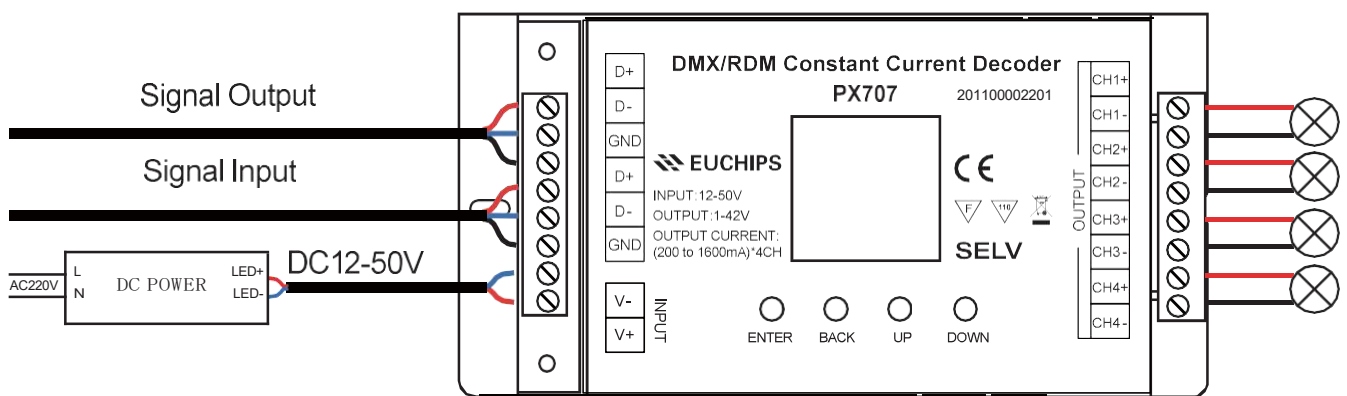 Signal Output
Signal Input
DC12-50V
AC220V
L
N
DC POWER
LED+
LED-
D+
D-
GND
D+
D-
GND
V-
V+
INPUT
DMX/RDM Constant Current Decoder
PX707
201100002201
EUCHIPS
INPUT:12-50V
OUTPUT:1-42V
OUTPUT CURRENT:
(200 to 1600mA)*4CH
CE
F
110
SELV
ENTER
BACK
UP
DOWN
OUTPUT
CH1+
CH1-
CH2+
CH2-
CH3+
CH3-
CH4+
CH4-